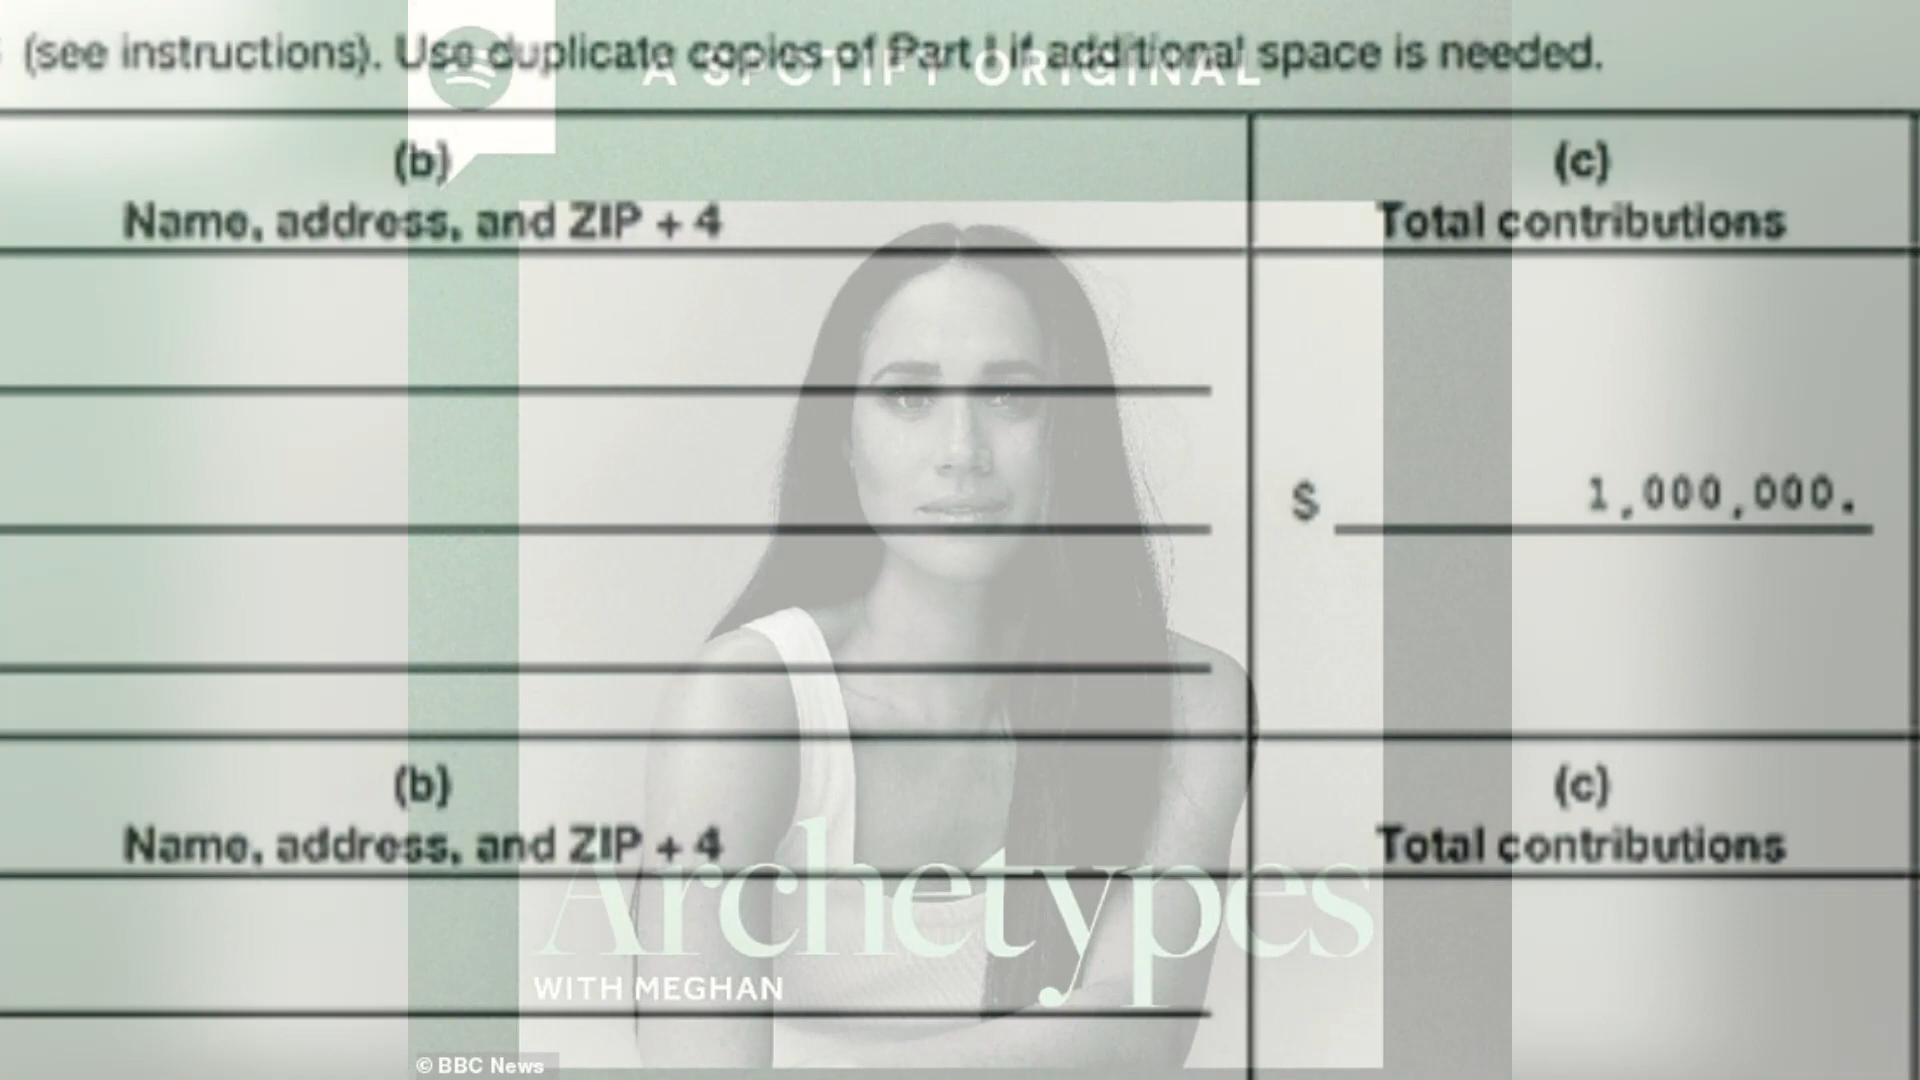 (see instructions). Use duplicate copies of Part I if additional space is needed.
A SPOTIFY ORIGINAL
(b)
Name, address, and ZIP + 4
(c)
Total contributions
$ 1,000,000.
(b)
Name, address, and ZIP + 4
(c)
Total contributions
Archetypes
WITH MEGHAN
© BBC News